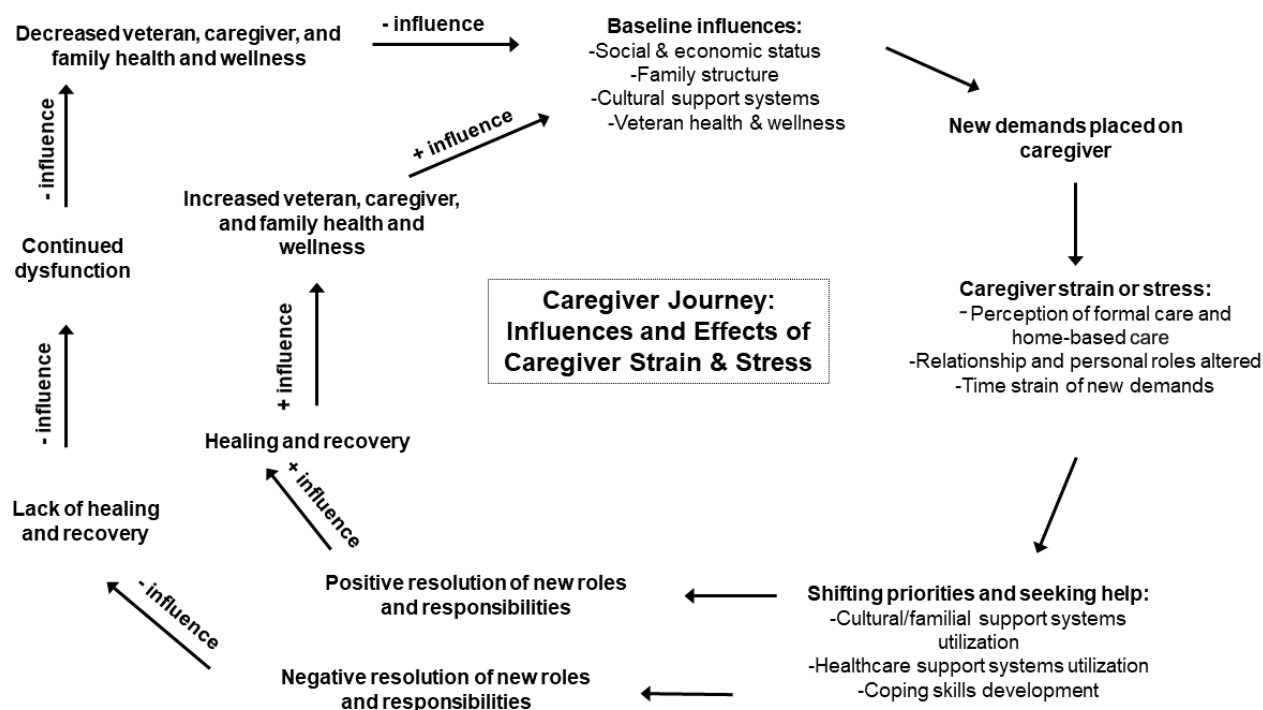 Decreased veteran, caregiver, and
family health and wellness
- influence
Baseline influences:
-Social & economic status
-Family structure
-Cultural support systems
-Veteran health & wellness
New demands placed on
caregiver
Caregiver strain or stress:
-Perception of formal care and
home-based care
-Relationship and personal roles altered
-Time strain of new demands
Shifting priorities and seeking help:
-Cultural/familial support systems
utilization
-Healthcare support systems utilization
-Coping skills development
Positive resolution of new roles
and responsibilities
+ influence
Healing and recovery
+ influence
Increased veteran, caregiver,
and family health and
wellness
+ influence
Negative resolution of new roles
and responsibilities
- influence
Lack of healing
and recovery
- influence
Continued
dysfunction
- influence
Caregiver Journey:
Influences and Effects of
Caregiver Strain & Stress